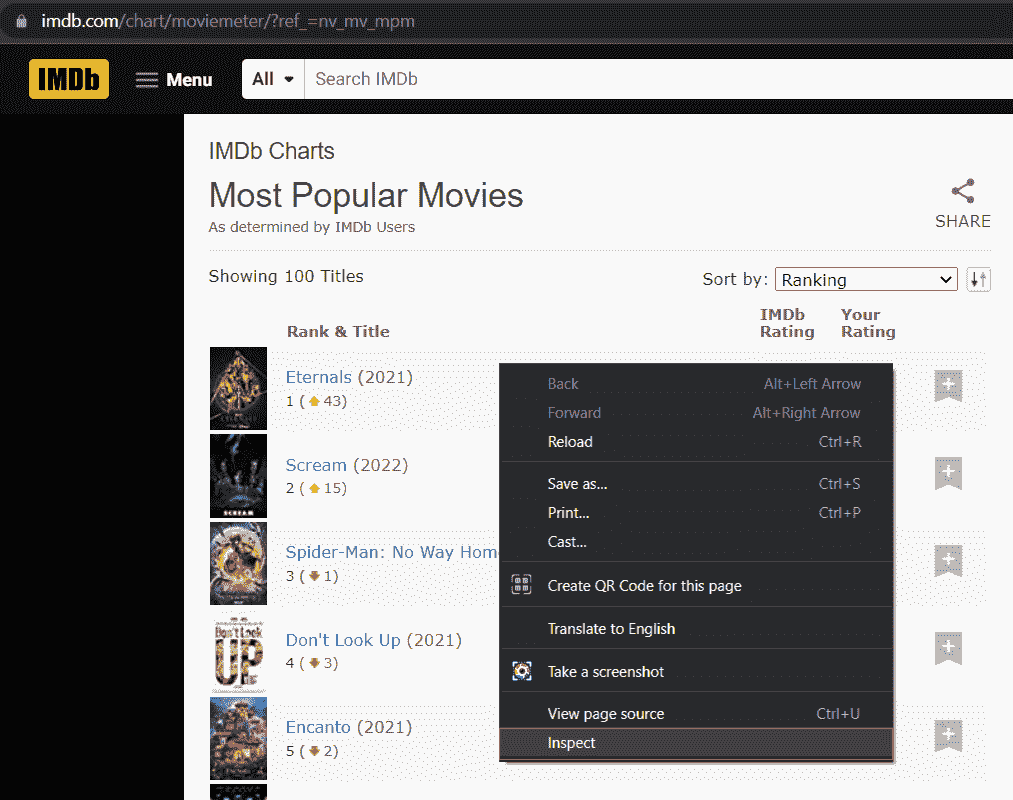 imdb.com/chart/moviemeter/?ref_=nv_mv_mpm
IMDb Menu All Search IMDb
IMDb Charts
Most Popular Movies
As determined by IMDb Users
SHARE
Showing 100 Titles
Sort by: Ranking
Rank & Title
IMDb Rating
Your Rating
Eternals (2021)
1 ( 43)
Scream (2022)
2 ( 15)
Spider-Man: No Way Hom
3 ( 1)
Don't Look Up (2021)
4 ( 3)
Encanto (2021)
5 ( 2)
SCREAM
Don't Look
UP
Back Alt+Left Arrow
Forward Alt+Right Arrow
Reload Ctrl+R
Save as... Ctrl+S
Print... Ctrl+P
Cast...
Create QR Code for this page
Translate to English
Take a screenshot
View page source Ctrl+U
Inspect